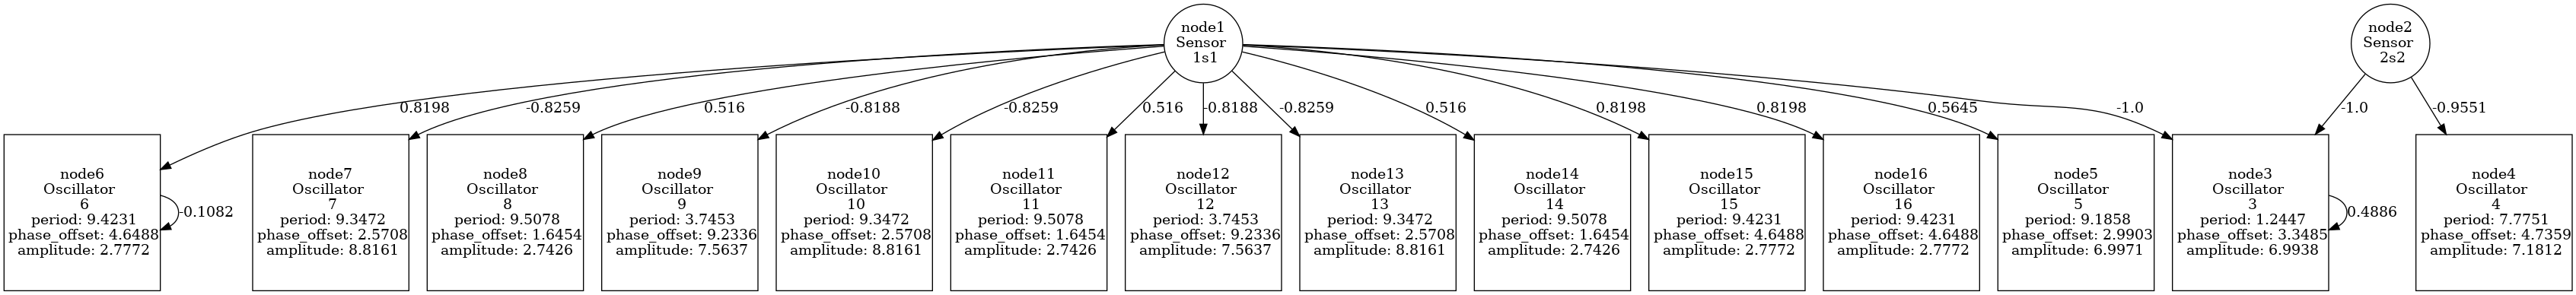 node1
Sensor
1s1
node2
Sensor
2s2
0.8198
-0.8259
0.516
-0.8188
-0.8259
0.516
-0.8188
-0.8259
0.516
0.8198
0.8198
0.5645
-1.0
-1.0
-0.9551
node6
Oscillator
6
period: 9.4231
phase_offset: 4.6488
amplitude: 2.7772
-0.1082
node7
Oscillator
7
period: 9.3472
phase_offset: 2.5708
amplitude: 8.8161
node8
Oscillator
8
period: 9.5078
phase_offset: 1.6454
amplitude: 2.7426
node9
Oscillator
9
period: 3.7453
phase_offset: 9.2336
amplitude: 7.5637
node10
Oscillator
10
period: 9.3472
phase_offset: 2.5708
amplitude: 8.8161
node11
Oscillator
11
period: 9.5078
phase_offset: 1.6454
amplitude: 2.7426
node12
Oscillator
12
period: 3.7453
phase_offset: 9.2336
amplitude: 7.5637
node13
Oscillator
13
period: 9.3472
phase_offset: 2.5708
amplitude: 8.8161
node14
Oscillator
14
period: 9.5078
phase_offset: 1.6454
amplitude: 2.7426
node15
Oscillator
15
period: 9.4231
phase_offset: 4.6488
amplitude: 2.7772
node16
Oscillator
16
period: 9.4231
phase_offset: 4.6488
amplitude: 2.7772
node5
Oscillator
5
period: 9.1858
phase_offset: 2.9903
amplitude: 6.9971
node3
Oscillator
3
period: 1.2447
phase_offset: 3.3485
amplitude: 6.9938
0.4886
node4
Oscillator
4
period: 7.7751
phase_offset: 4.7359
amplitude: 7.1812